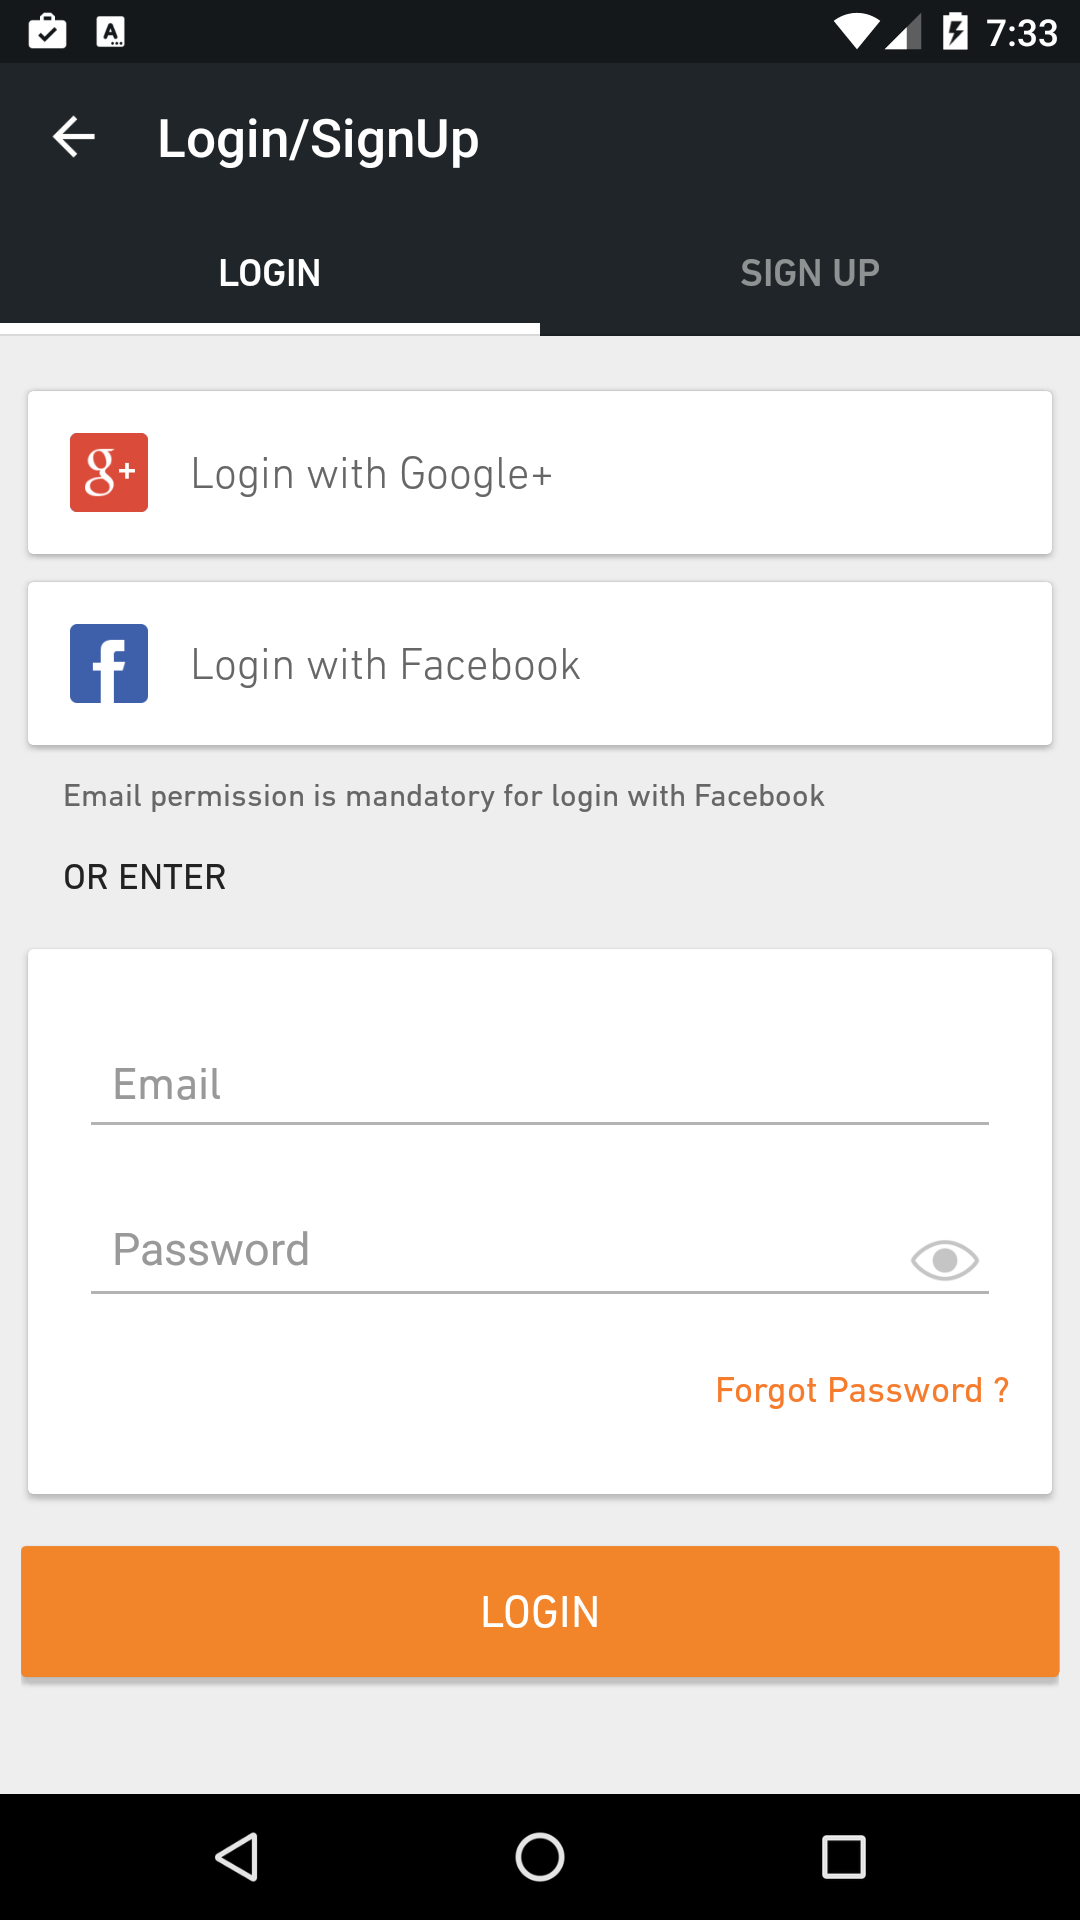 7:33
Login/SignUp
LOGIN
SIGN UP
g+
Login with Google+
f
Login with Facebook
Email permission is mandatory for login with Facebook
OR ENTER
Email
Password
Forgot Password ?
LOGIN